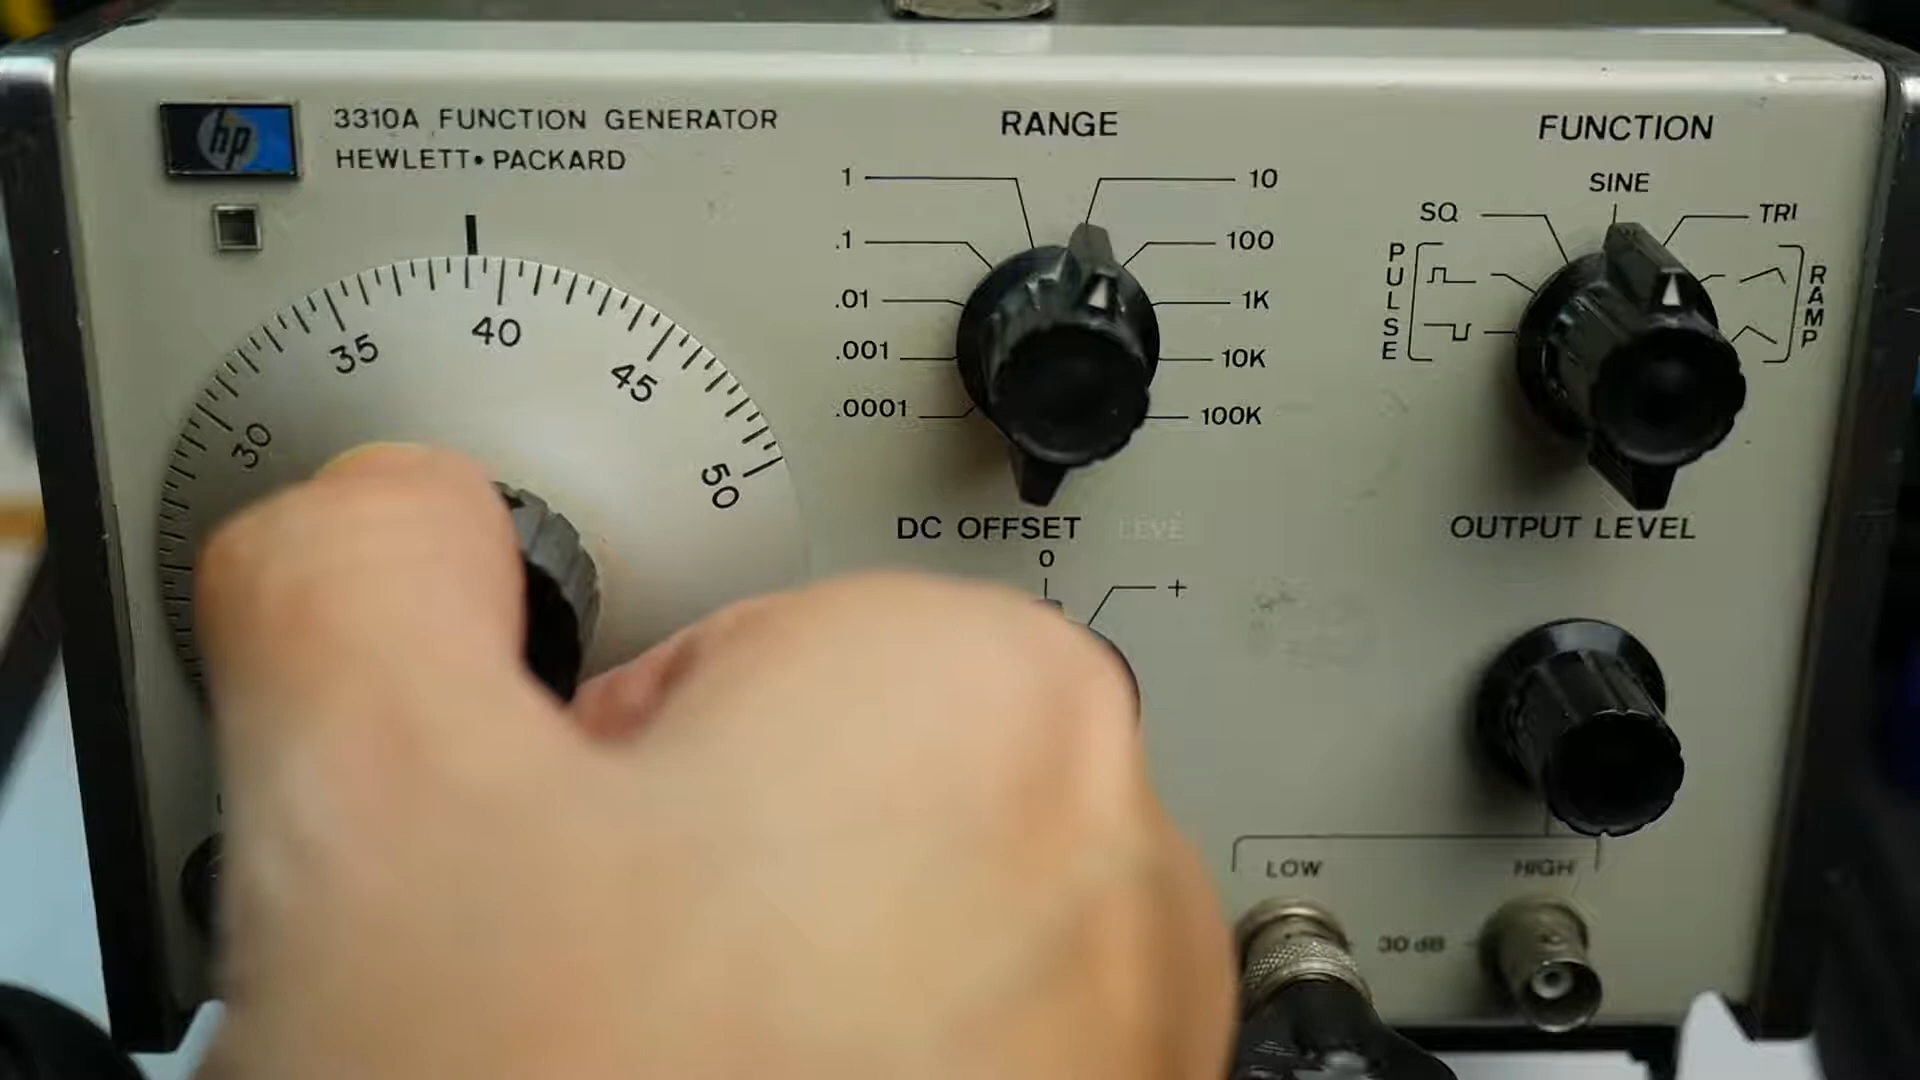 hp
3310A FUNCTION GENERATOR
HEWLETT•PACKARD
35
40
45
30
50
RANGE
1
10
.1
100
.01
1K
.001
10K
.0001
100K
FUNCTION
SINE
SQ
TRI
PULSE
RAMP
DC OFFSET
0
+
OUTPUT LEVEL
LOW
HIGH
30 dB